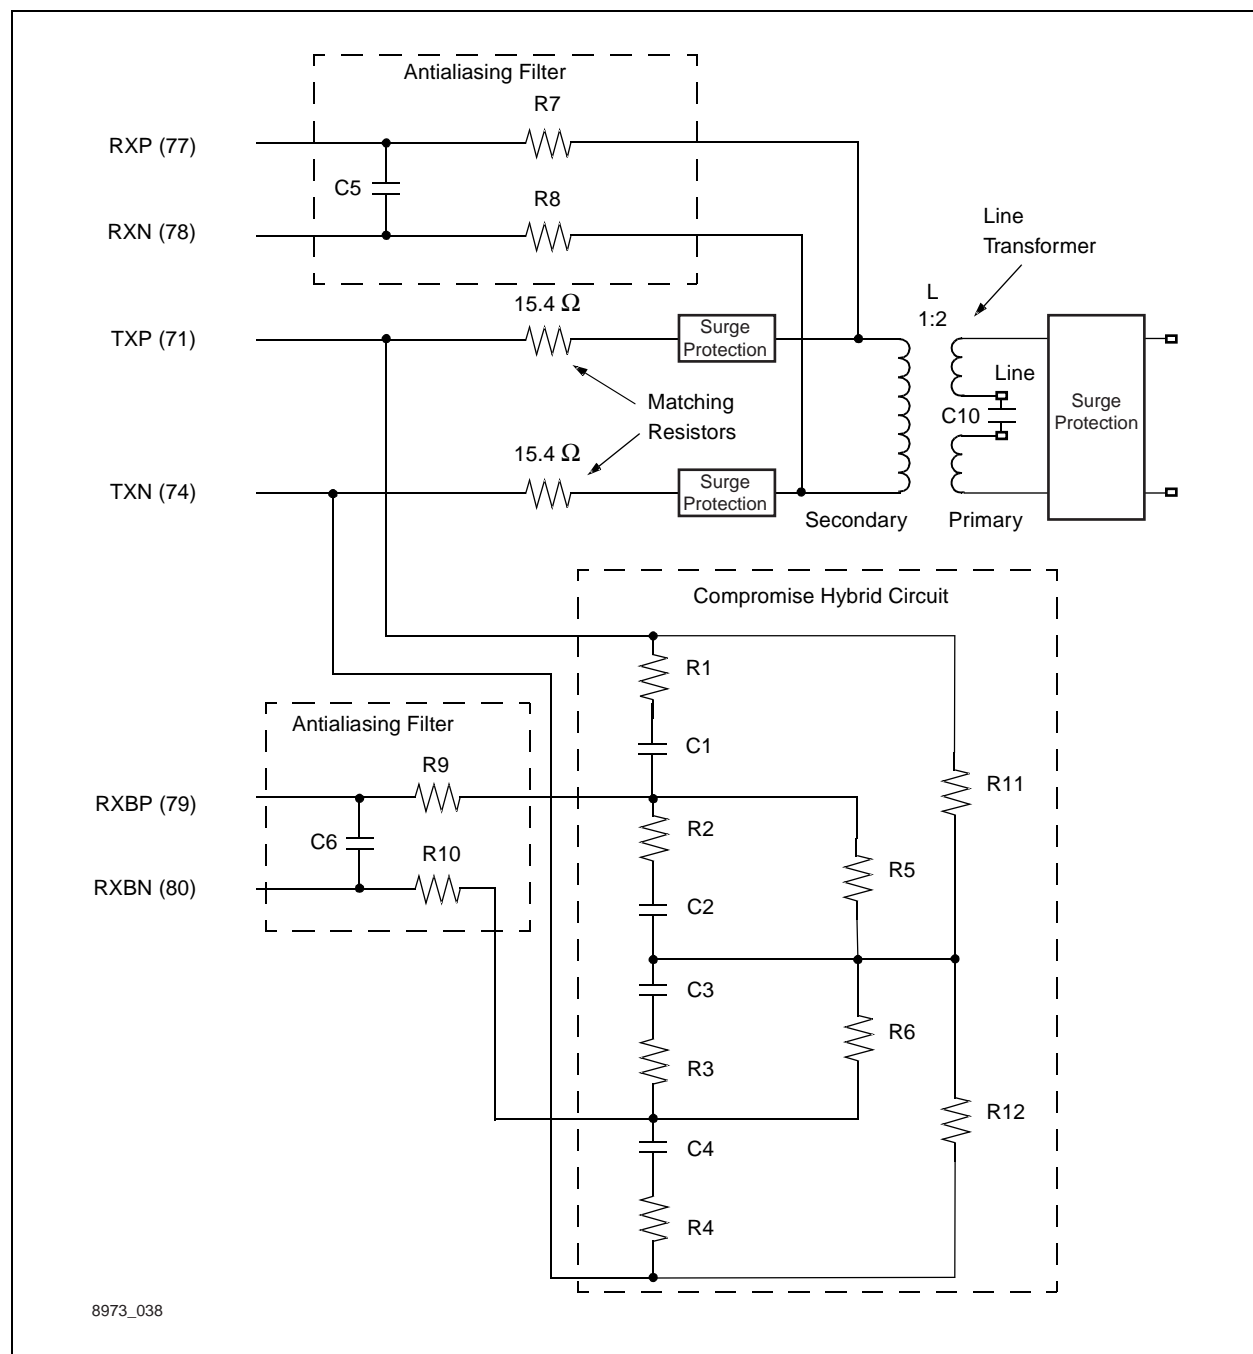 Antialiasing Filter
R7
RXP (77)
C5
R8
RXN (78)
Line
Transformer
L
1:2
15.4 Ω
TXP (71)
Surge
Protection
Line
C10
Surge
Protection
Matching
Resistors
15.4 Ω
TXN (74)
Surge
Protection
Secondary
Primary
Compromise Hybrid Circuit
R1
Antialiasing Filter
C1
R9
R11
RXBP (79)
R2
C6
R10
R5
RXBN (80)
C2
C3
R6
R3
R12
C4
R4
8973_038